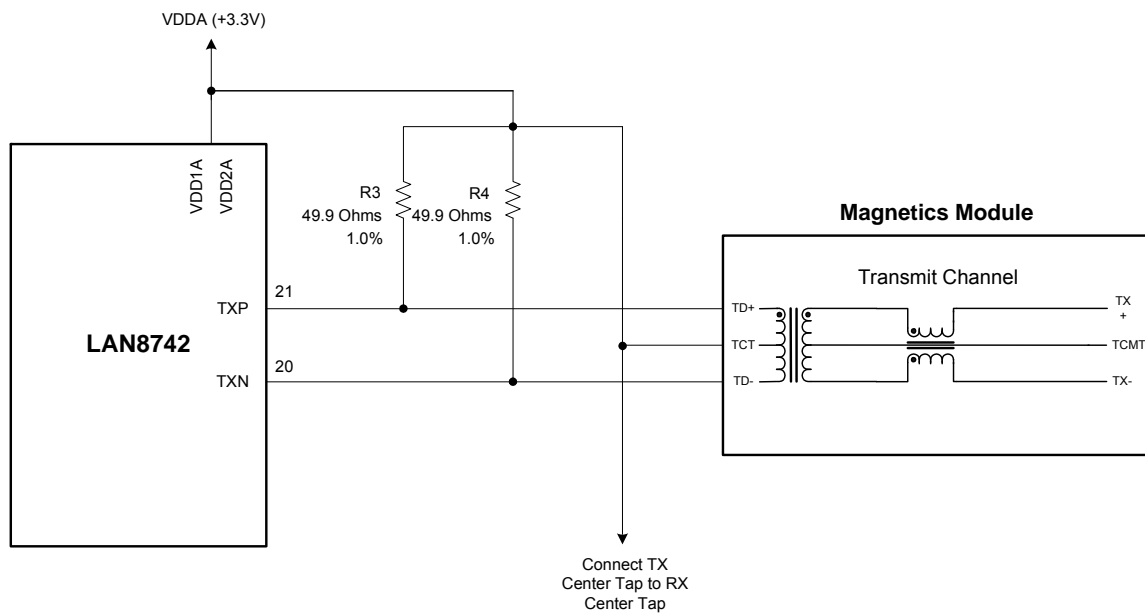 VDDA (+3.3V)
VDD1A
VDD2A
R3
49.9 Ohms
1.0%
R4
49.9 Ohms
1.0%
Magnetics Module
Transmit Channel
TXP
21
TD+
TX
+
LAN8742
TCT
TCMT
TXN
20
TD-
TX-
Connect TX
Center Tap to RX
Center Tap